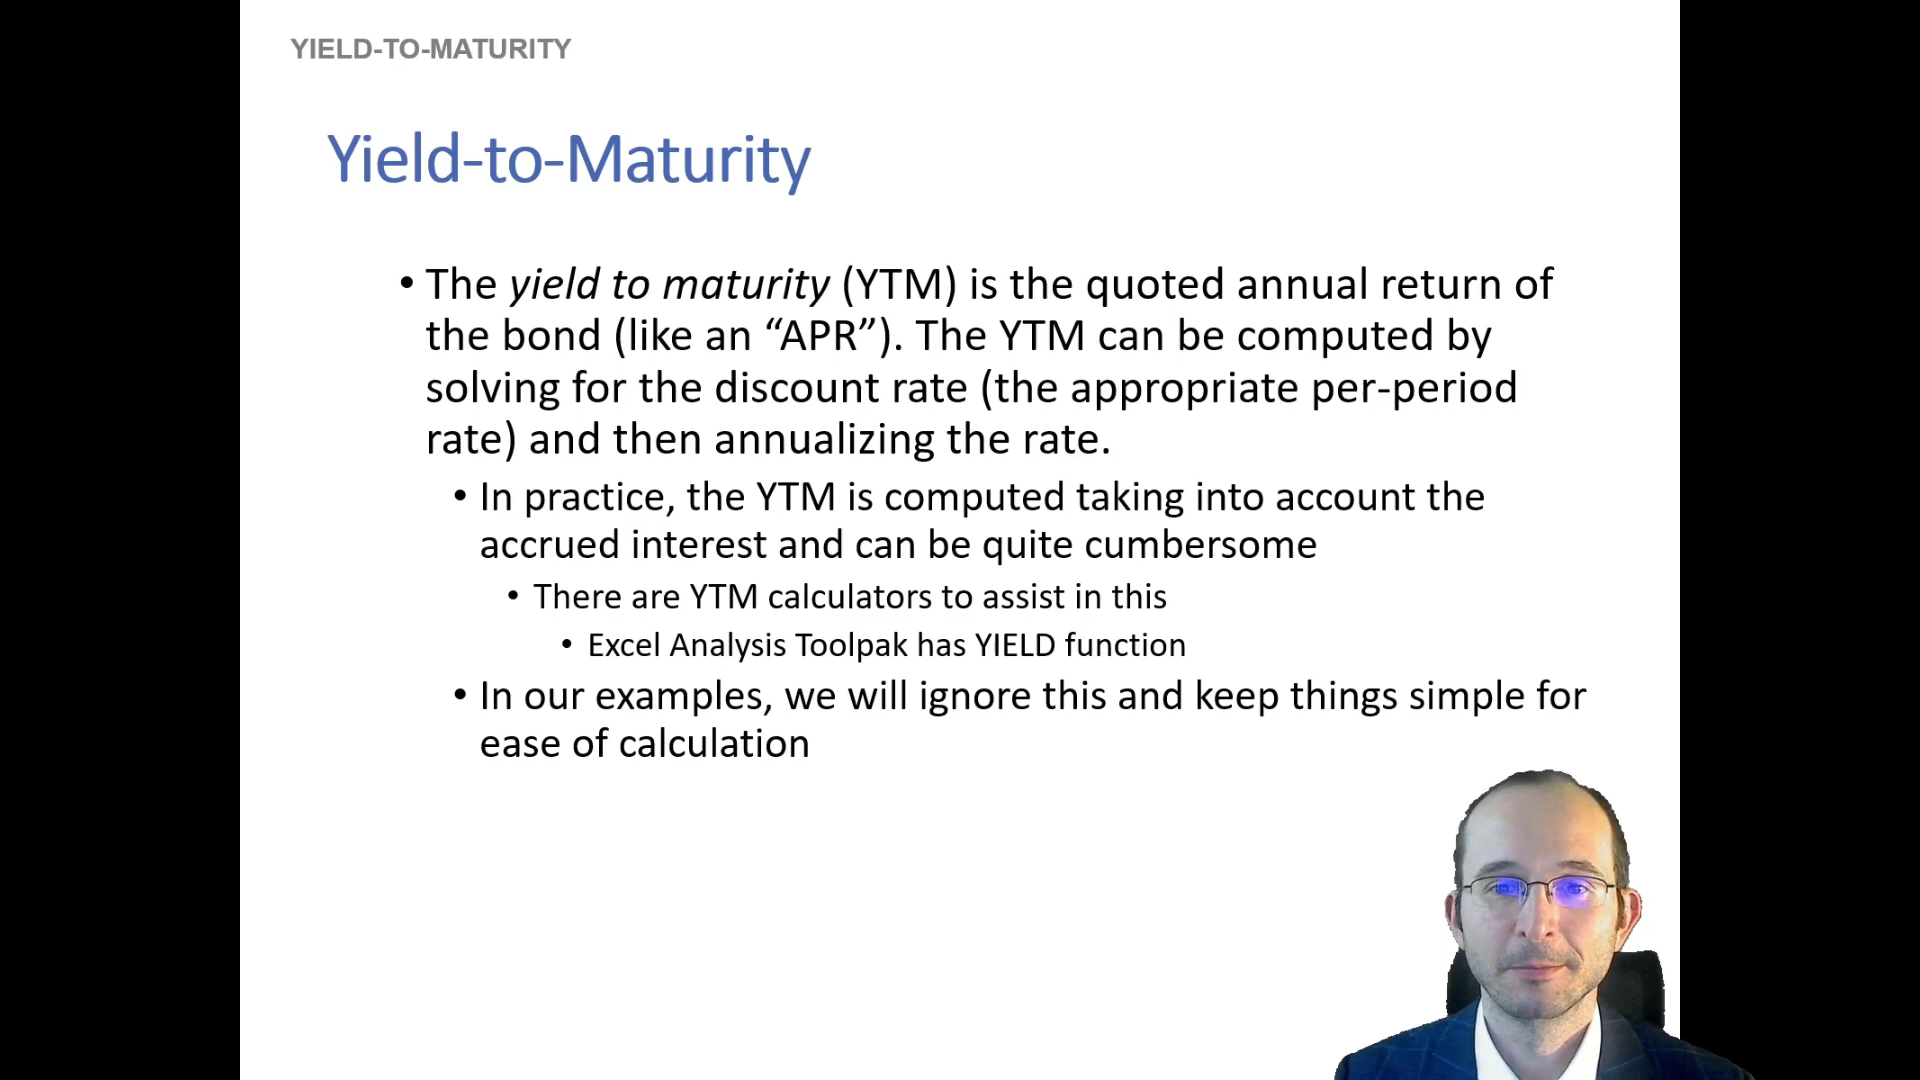 YIELD-TO-MATURITY
Yield-to-Maturity
• The yield to maturity (YTM) is the quoted annual return of
the bond (like an “APR”). The YTM can be computed by
solving for the discount rate (the appropriate per-period
rate) and then annualizing the rate.
• In practice, the YTM is computed taking into account the
accrued interest and can be quite cumbersome
• There are YTM calculators to assist in this
• Excel Analysis Toolpak has YIELD function
• In our examples, we will ignore this and keep things simple for
ease of calculation